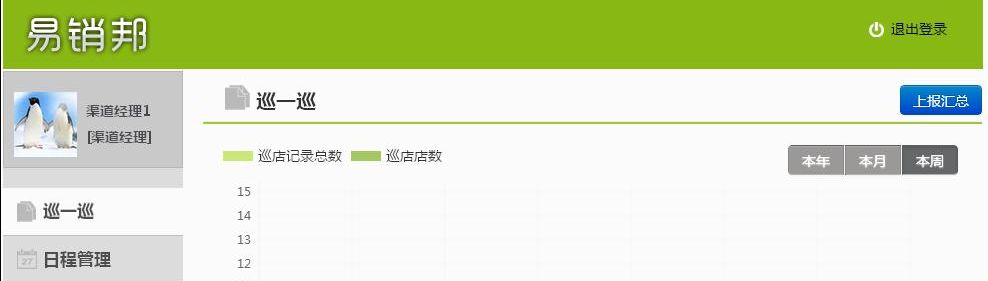 易销邦
退出登录
渠道经理1
[渠道经理]
巡一巡
日程管理
27
巡一巡
上报汇总
巡店记录总数 巡店店数
本年 本月 本周
15
14
13
12